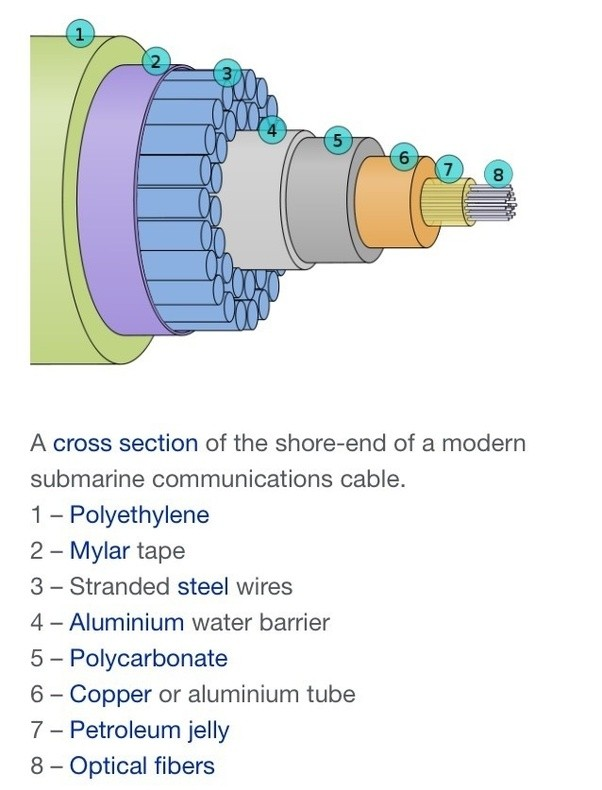 1
2
3
4
5
6
7
8
A cross section of the shore-end of a modern
submarine communications cable.
1 – Polyethylene
2 – Mylar tape
3 – Stranded steel wires
4 – Aluminium water barrier
5 – Polycarbonate
6 – Copper or aluminium tube
7 – Petroleum jelly
8 – Optical fibers